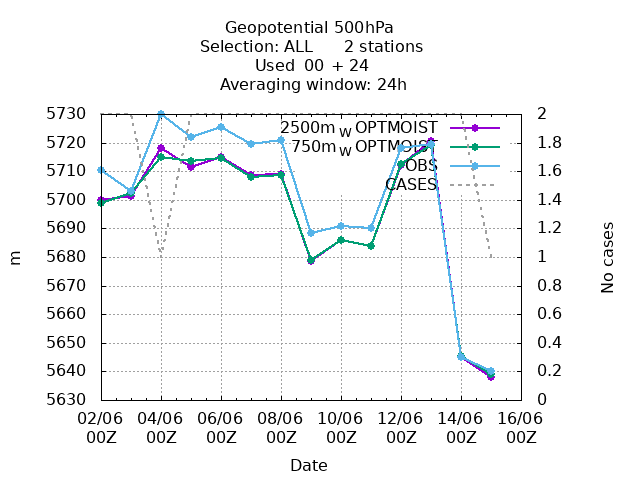 Geopotential 500hPa
Selection: ALL 2 stations
Used 00 + 24
Averaging window: 24h
5730
5720
5710
5700
5690
5680
5670
5660
5650
5640
5630
m
2500m W OPTMOIST
750m W OPTMOIST
OBS
CASES
2
1.8
1.6
1.4
1.2
1
0.8
0.6
0.4
0.2
0
No cases
02/06 04/06 06/06 08/06 10/06 12/06 14/06 16/06
00Z 00Z 00Z 00Z 00Z 00Z 00Z 00Z
Date